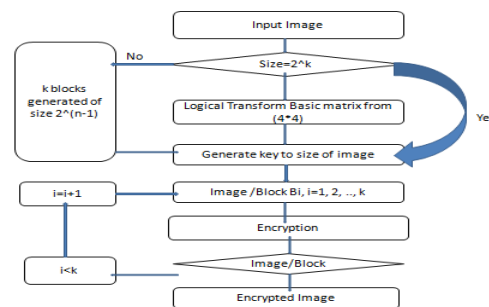 Input Image
No
Size=2^k
k blocks
generated of
size 2^(n-1)
Logical Transform Basic matrix from
(4*4)
Ye
Generate key to size of image
i=i+1
Image /Block Bi, i=1, 2, .., k
Encryption
Image/Block
i<k
Encrypted Image